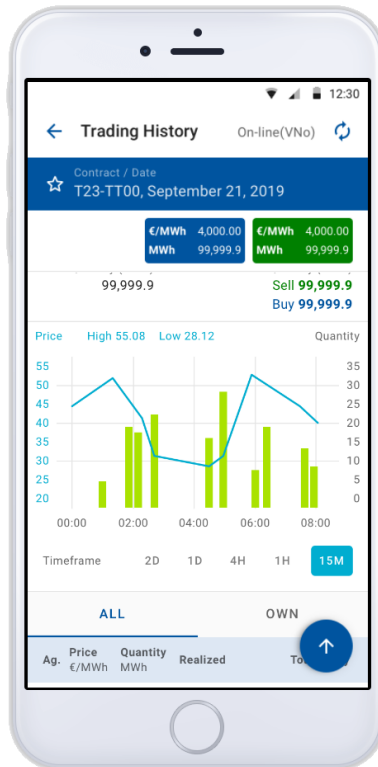 12:30
Trading History On-line(VNo)
Contract / Date
T23-TT00, September 21, 2019
€/MWh 4,000.00 €/MWh 4,000.00
MWh 99,999.9 MWh 99,999.9
99,999.9 Sell 99,999.9
Buy 99,999.9
Price High 55.08 Low 28.12 Quantity
55 35
50 30
45 25
40 20
35 15
30 10
25 5
20 0
00:00 02:00 04:00 06:00 08:00
Timeframe 2D 1D 4H 1H 15M
ALL OWN
Ag. Price Quantity Realized
€/MWh MWh